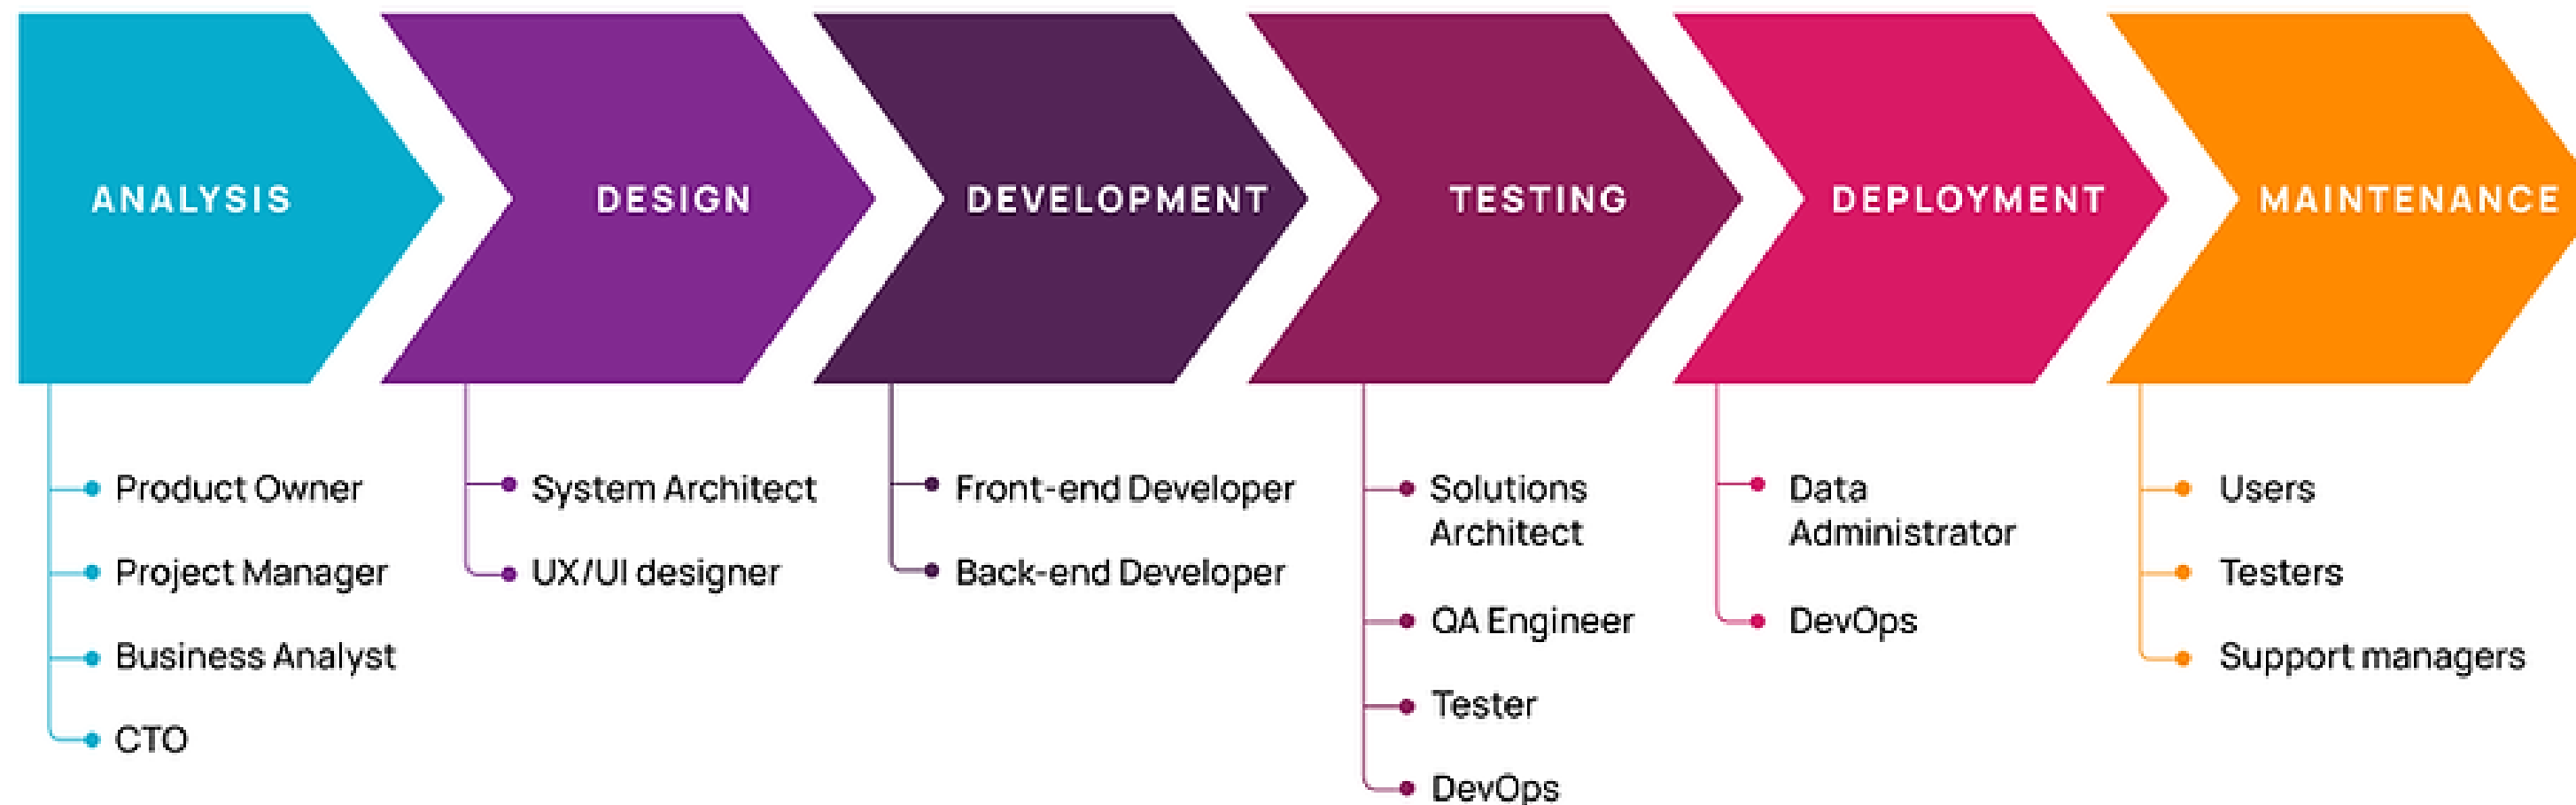 ANALYSIS
DESIGN
DEVELOPMENT
TESTING
DEPLOYMENT
MAINTENANCE
Product Owner
Project Manager
Business Analyst
CTO
System Architect
UX/UI designer
Front-end Developer
Back-end Developer
Solutions
Architect
QA Engineer
Tester
DevOps
Data
Administrator
DevOps
Users
Testers
Support managers